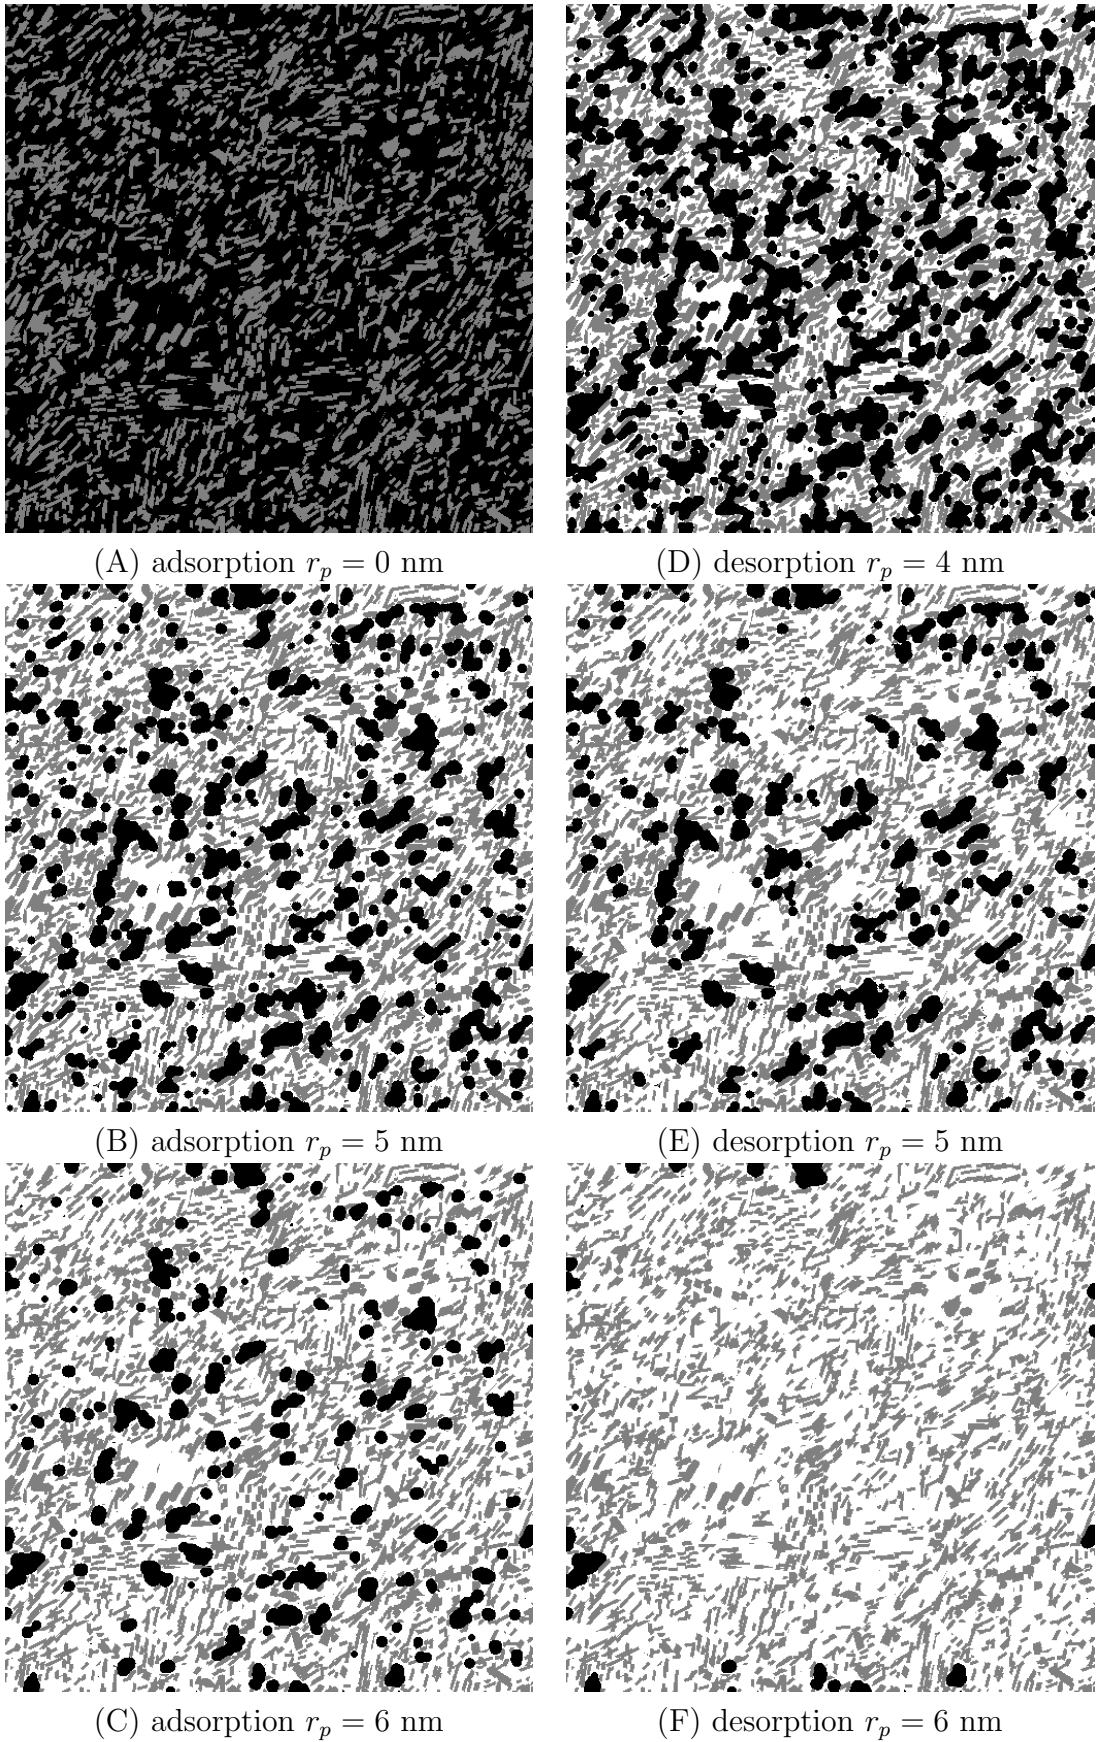 (A) adsorption r_p = 0 nm
(D) desorption r_p = 4 nm
(B) adsorption r_p = 5 nm
(E) desorption r_p = 5 nm
(C) adsorption r_p = 6 nm
(F) desorption r_p = 6 nm